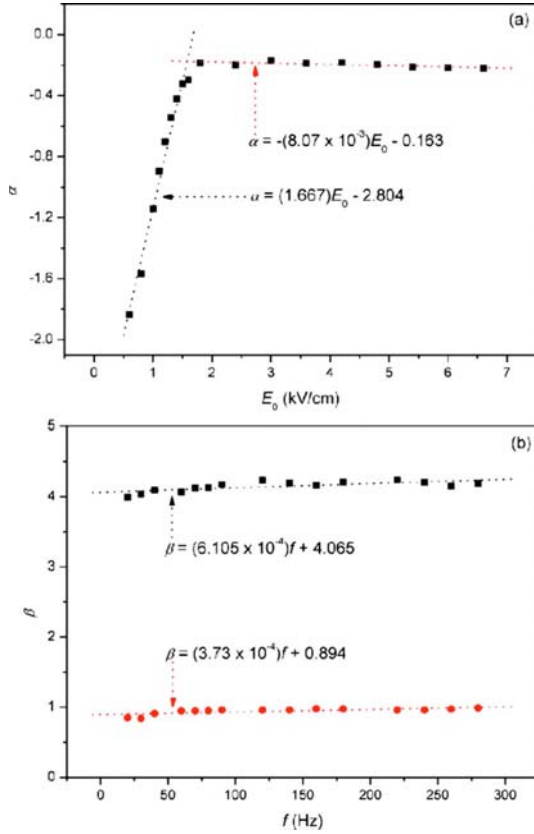 (a)
0.0
-0.4
-0.8
-1.2
-1.6
-2.0
α
α = -(8.07 x 10⁻³)E₀ - 0.163
α = (1.667)E₀ - 2.804
0 1 2 3 4 5 6 7
E₀ (kV/cm)
(b)
5
4
3
2
1
0
β
β = (6.105 x 10⁻⁴)f + 4.065
β = (3.73 x 10⁻⁴)f + 0.894
0 50 100 150 200 250 300
f (Hz)